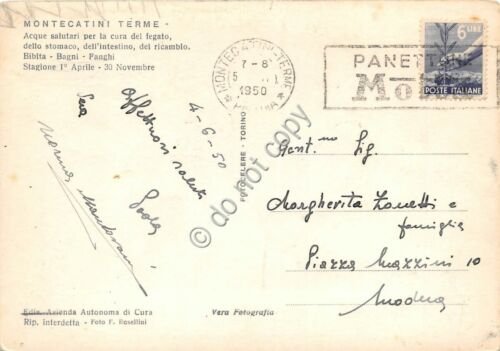 MONTECATINI TERME -
Acque salutari per la cura del fegato,
dello stomaco, dell'intestino, del ricambio.
Bibita - Bagni - Fanghi
Stagione 1° Aprile - 30 Novembre
MONTECATINI-TERME
7-8
5
1950
PANETTONE
6 LIRE
POSTE ITALIANE
4-6-50
Affettuosi saluti
FOTOCELERE - TORINO
do not copy
Gent.mo Sig.
Margherita Zanetti e
famiglia
Piazza Mazzini 10
Modena
Ediz. Azienda Autonoma di Cura
Rip. interdetta - Foto F. Rosellini
Vera Fotografia